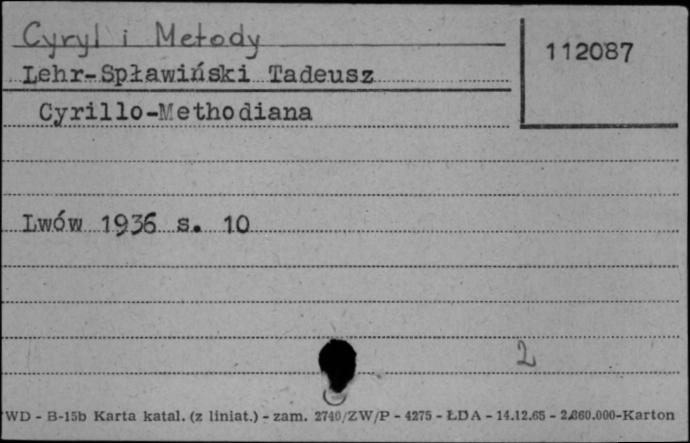 Cyryl i Metody
112087
Lehr-Spławiński Tadeusz
Cyrillo-Methodiana
Lwów 1936 s. 10
2
WD - B-15b Karta katal. (z liniat.) - zam. 2740/ZW/P - 4275 - ŁDA - 14.12.65 - 2.860.000-Karton